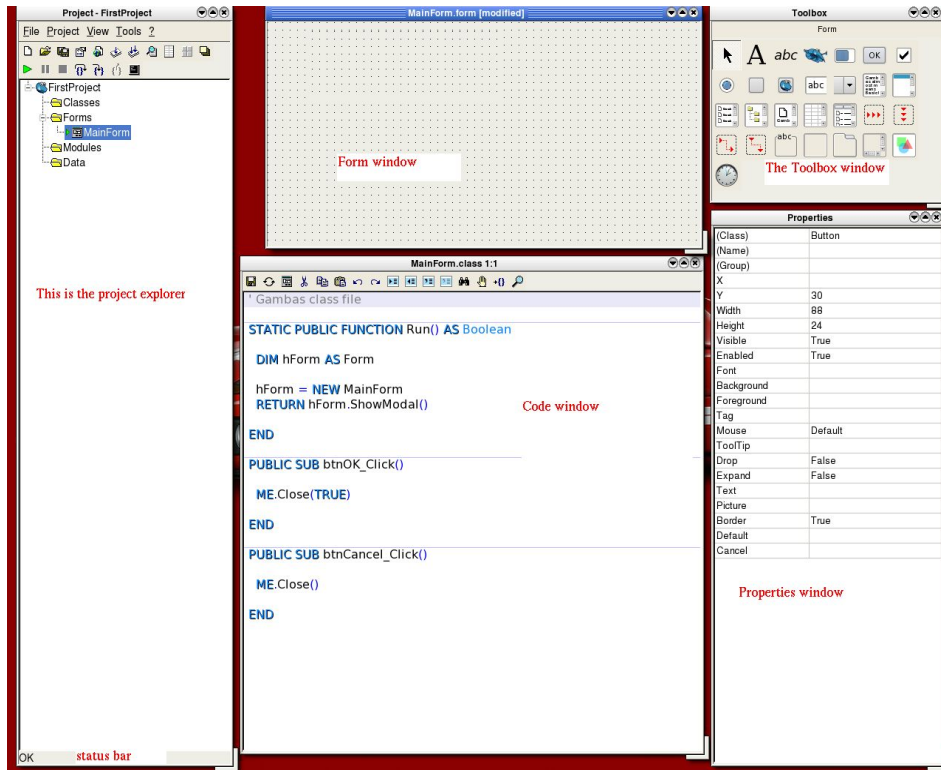 Project - FirstProject
File Project View Tools ?
FirstProject
Classes
Forms
MainForm
Modules
Data
This is the project explorer
OK
status bar
MainForm.form [modified]
Form window
MainForm.class 1:1
' Gambas class file
STATIC PUBLIC FUNCTION Run() AS Boolean
DIM hForm AS Form
hForm = NEW MainForm
RETURN hForm.ShowModal()
END
PUBLIC SUB btnOK_Click()
ME.Close(TRUE)
END
PUBLIC SUB btnCancel_Click()
ME.Close()
END
Code window
Toolbox
Form
A abc OK
abc
abc
The Toolbox window
Properties
(Class) Button
(Name)
(Group)
X
Y 30
Width 88
Height 24
Visible True
Enabled True
Font
Background
Foreground
Tag
Mouse Default
ToolTip
Drop False
Expand False
Text
Picture
Border True
Default
Cancel
Properties window